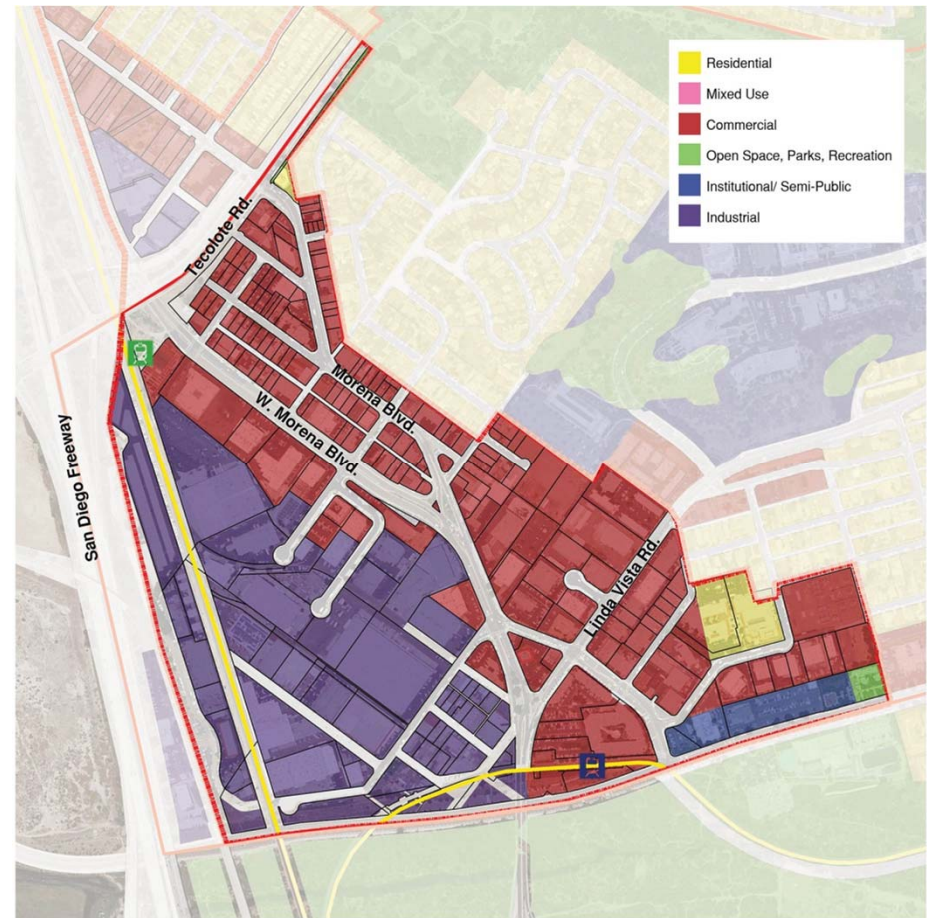 Residential
Mixed Use
Commercial
Open Space, Parks, Recreation
Institutional/ Semi-Public
Industrial
Tecolote Rd.
Morena Blvd.
W. Morena Blvd.
San Diego Freeway
Linda Vista Rd.